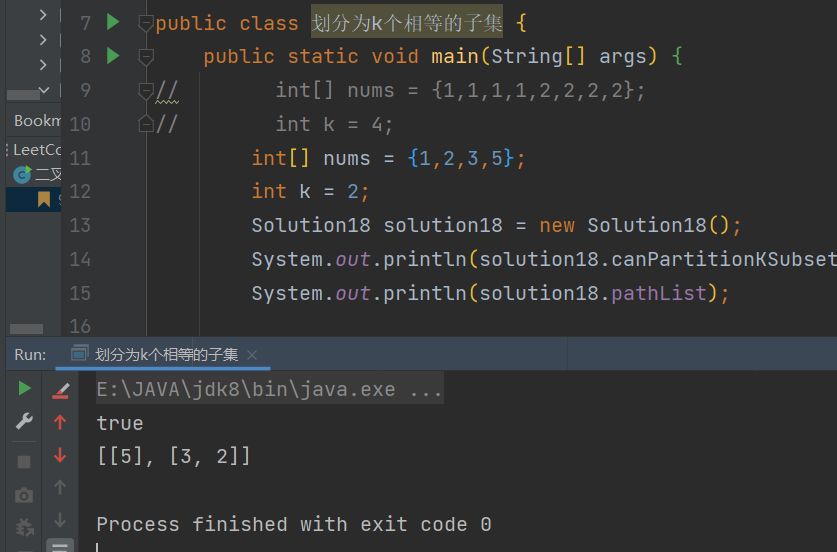 7 public class 划分为k个相等的子集 {
8 public static void main(String[] args) {
9 // int[] nums = {1,1,1,1,2,2,2,2};
10 // int k = 4;
11 int[] nums = {1,2,3,5};
12 int k = 2;
13 Solution18 solution18 = new Solution18();
14 System.out.println(solution18.canPartitionKSubset
15 System.out.println(solution18.pathList);
16
Bookm
LeetCo
二叉
Run: 划分为k个相等的子集
E:\JAVA\jdk8\bin\java.exe ...
true
[[5], [3, 2]]
Process finished with exit code 0